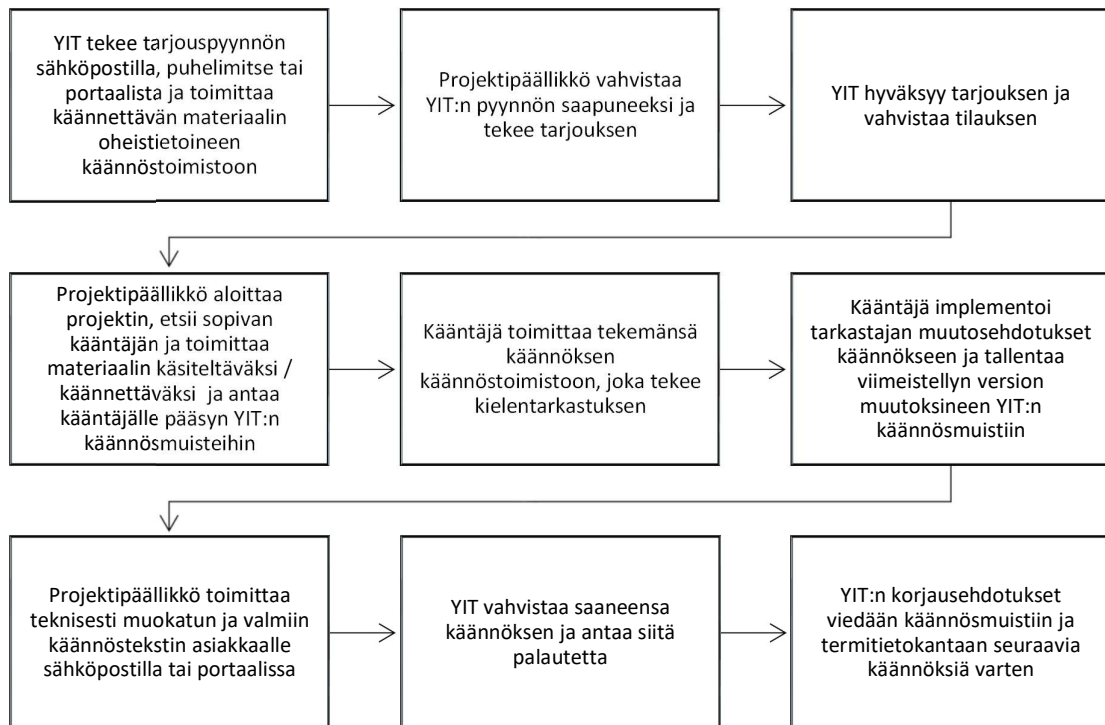 YIT tekee tarjouspyynnön
sähköpostilla, puhelimitse tai
portaalista ja toimittaa
käännettävän materiaalin
oheistietoineen
käännöstoimistoon
Projektipäällikkö vahvistaa
YIT:n pyynnön saapuneeksi ja
tekee tarjouksen
YIT hyväksyy tarjouksen ja
vahvistaa tilauksen
Projektipäällikkö aloittaa
projektin, etsii sopivan
kääntäjän ja toimittaa
materiaalin käsiteltäväksi /
käännettäväksi ja antaa
kääntäjälle pääsyn YIT:n
käännösmuisteihin
Kääntäjä toimittaa tekemänsä
käännöksen
käännöstoimistoon, joka tekee
kielentarkastuksen
Kääntäjä implementoi
tarkastajan muutosehdotukset
käännökseen ja tallentaa
viimeistellyn version
muutoksineen YIT:n
käännösmuistiin
Projektipäällikkö toimittaa
teknisesti muokatun ja valmiin
käännöstekstin asiakkaalle
sähköpostilla tai portaalissa
YIT vahvistaa saaneensa
käännöksen ja antaa siitä
palautetta
YIT:n korjausehdotukset
viedään käännösmuistiin ja
termitietokantaan seuraavia
käännöksiä varten